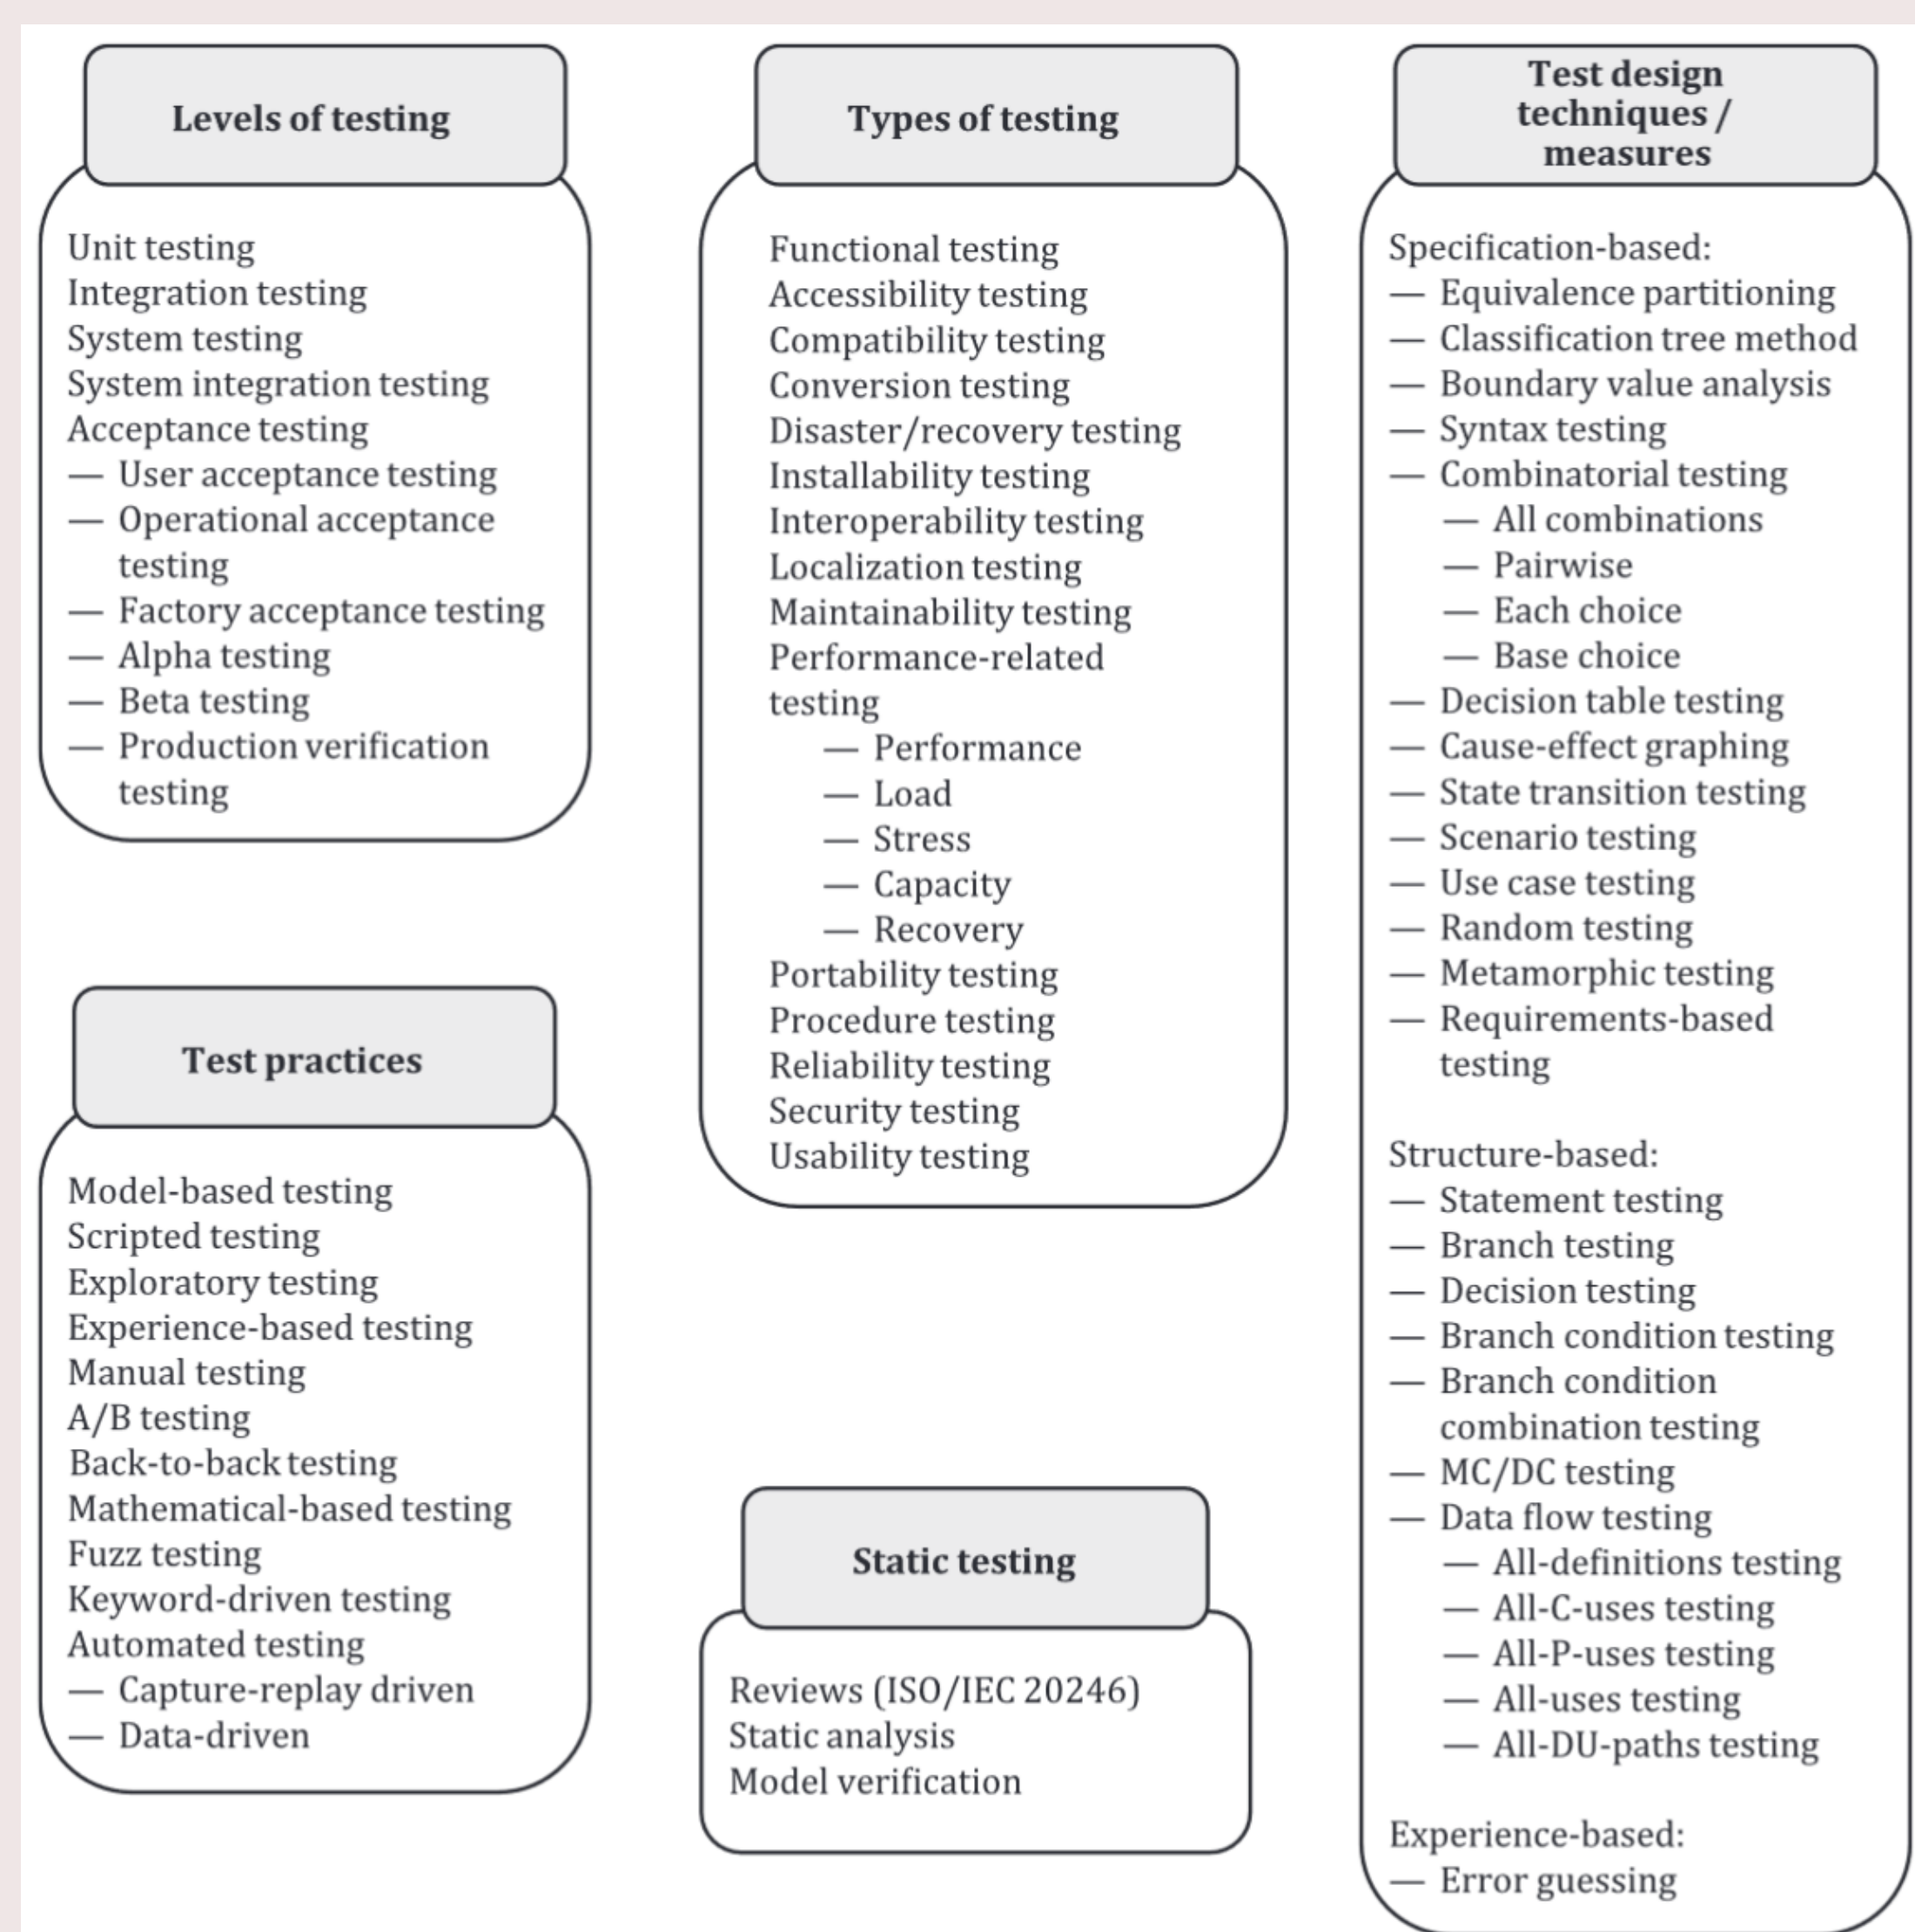 Levels of testing
Unit testing
Integration testing
System testing
System integration testing
Acceptance testing
— User acceptance testing
— Operational acceptance
testing
— Factory acceptance testing
— Alpha testing
— Beta testing
— Production verification
testing
Test practices
Model-based testing
Scripted testing
Exploratory testing
Experience-based testing
Manual testing
A/B testing
Back-to-back testing
Mathematical-based testing
Fuzz testing
Keyword-driven testing
Automated testing
— Capture-replay driven
— Data-driven
Types of testing
Functional testing
Accessibility testing
Compatibility testing
Conversion testing
Disaster/recovery testing
Installability testing
Interoperability testing
Localization testing
Maintainability testing
Performance-related
testing
— Performance
— Load
— Stress
— Capacity
— Recovery
Portability testing
Procedure testing
Reliability testing
Security testing
Usability testing
Static testing
Reviews (ISO/IEC 20246)
Static analysis
Model verification
Test design
techniques /
measures
Specification-based:
— Equivalence partitioning
— Classification tree method
— Boundary value analysis
— Syntax testing
— Combinatorial testing
— All combinations
— Pairwise
— Each choice
— Base choice
— Decision table testing
— Cause-effect graphing
— State transition testing
— Scenario testing
— Use case testing
— Random testing
— Metamorphic testing
— Requirements-based
testing
Structure-based:
— Statement testing
— Branch testing
— Decision testing
— Branch condition testing
— Branch condition
combination testing
— MC/DC testing
— Data flow testing
— All-definitions testing
— All-C-uses testing
— All-P-uses testing
— All-uses testing
— All-DU-paths testing
Experience-based:
— Error guessing